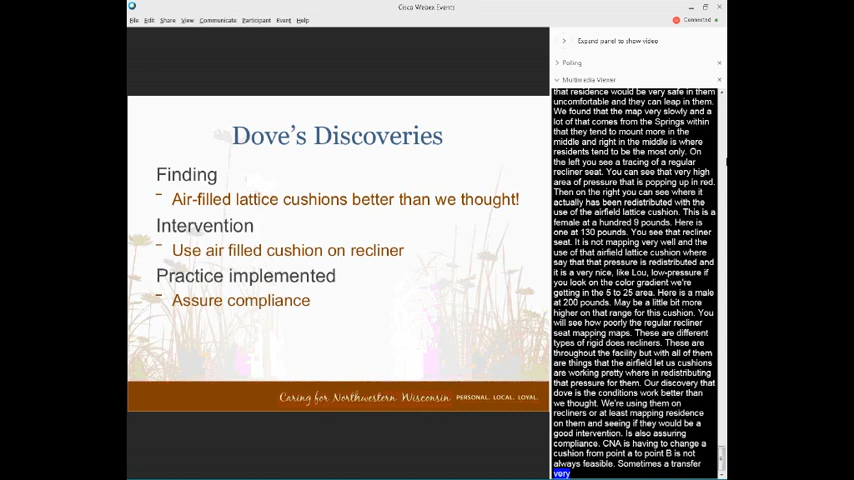 Cisco Webex Events
File Edit Share View Communicate Participant Event Help
Connected
Expand panel to show video
Polling
Multimedia Viewer
Dove's Discoveries
Finding
– Air-filled lattice cushions better than we thought!
Intervention
– Use air filled cushion on recliner
Practice implemented
– Assure compliance
Caring for Northwestern Wisconsin PERSONAL. LOCAL. LOYAL.
that residence would be very safe in them
uncomfortable and they can leap in them.
We found that the map very slowly and a
lot of that comes from the Springs within
that they tend to mount more in the
middle and right in the middle is where
residents tend to be the most only. On
the left you see a tracing of a regular
recliner seat. You can see that very high
area of pressure that is popping up in red.
Then on the right you can see where it
actually has been redistributed with the
use of the airfield lattice cushion. This is a
female at a hundred 9 pounds. Here is
one at 130 pounds. You see that recliner
seat. It is not mapping very well and the
use of that airfield lattice cushion where
say that that pressure is redistributed and
it is a very nice, like Lou, low-pressure if
you look on the color gradient we're
getting in the 5 to 25 area. Here is a male
at 200 pounds. May be a little bit more
higher on that range for this cushion. You
will see how poorly the regular recliner
seat mapping maps. These are different
types of rigid does recliners. These are
throughout the facility but with all of them
are things that the airfield let us cushions
are working pretty where in redistributing
that pressure for them. Our discovery that
dove is the conditions work better than
we thought. We're using them on
recliners or at least mapping residence
on them and seeing if they would be a
good intervention. Is also assuring
compliance. CNA is having to change a
cushion from point a to point B is not
always feasible. Sometimes a transfer
very